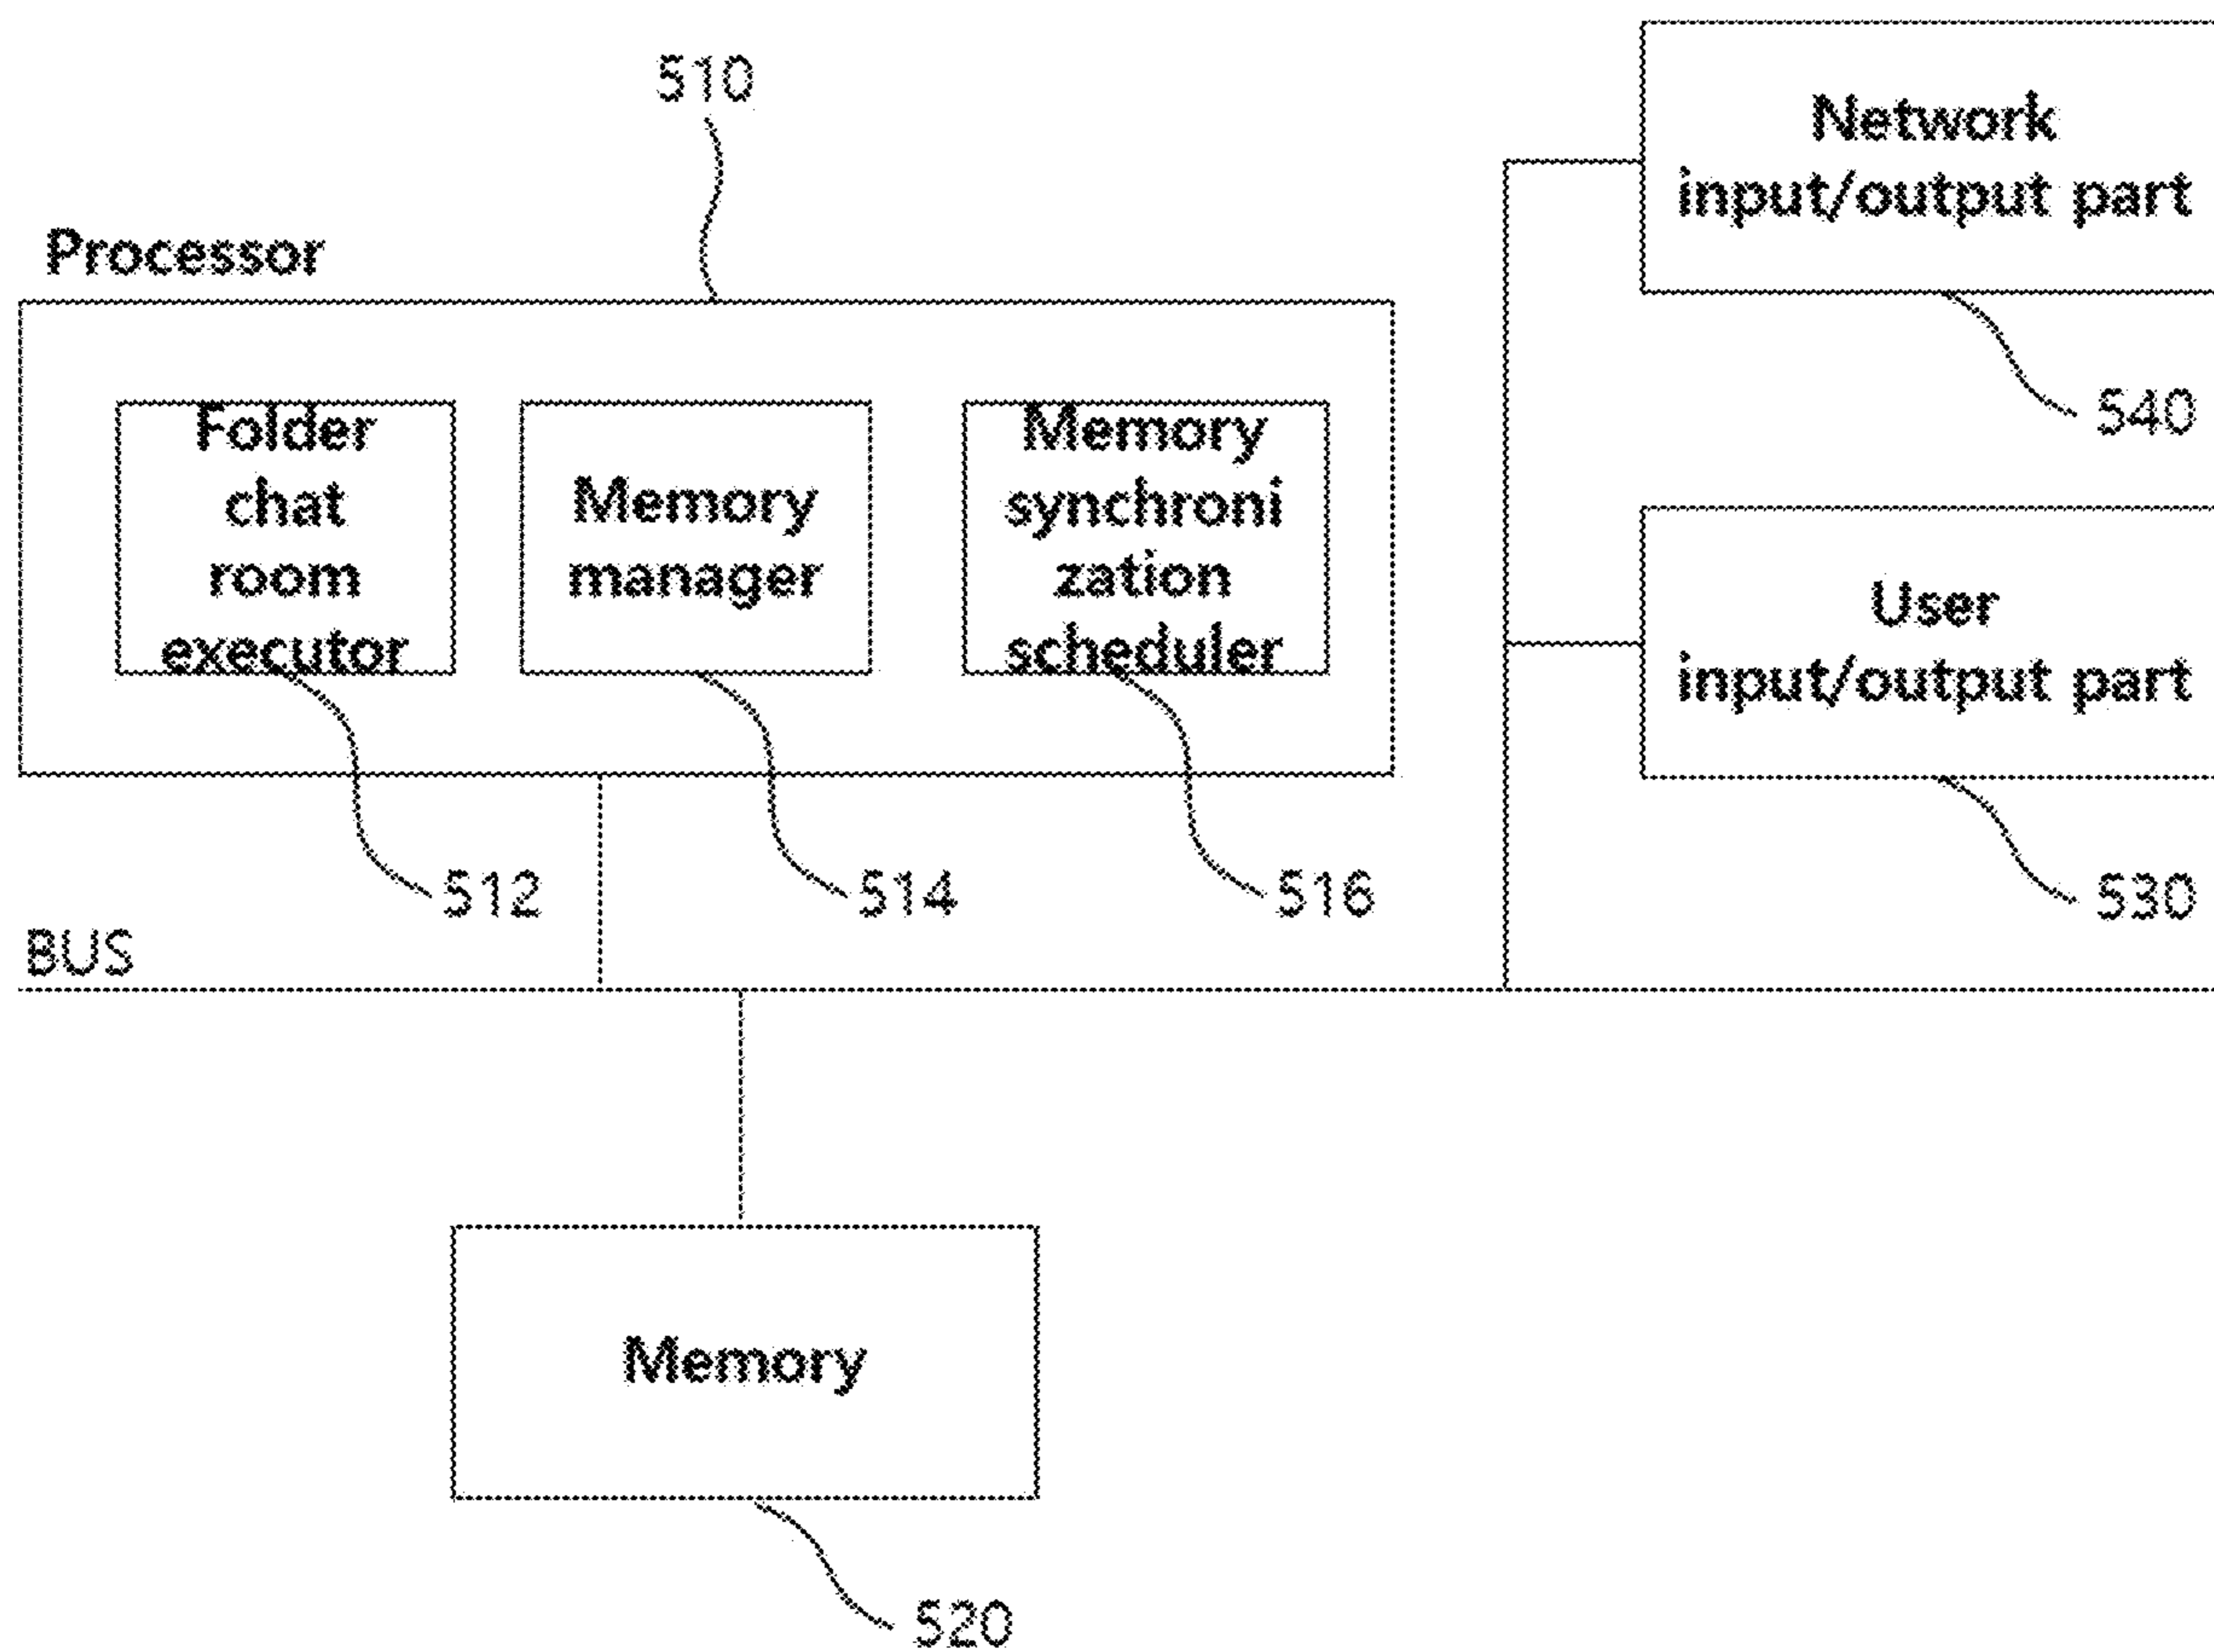 510
Network
input/output part
Processor
540
Folder
chat
room
executor
Memory
manager
Memory
synchroni
zation
scheduler
User
input/output part
512
514
516
530
BUS
Memory
520